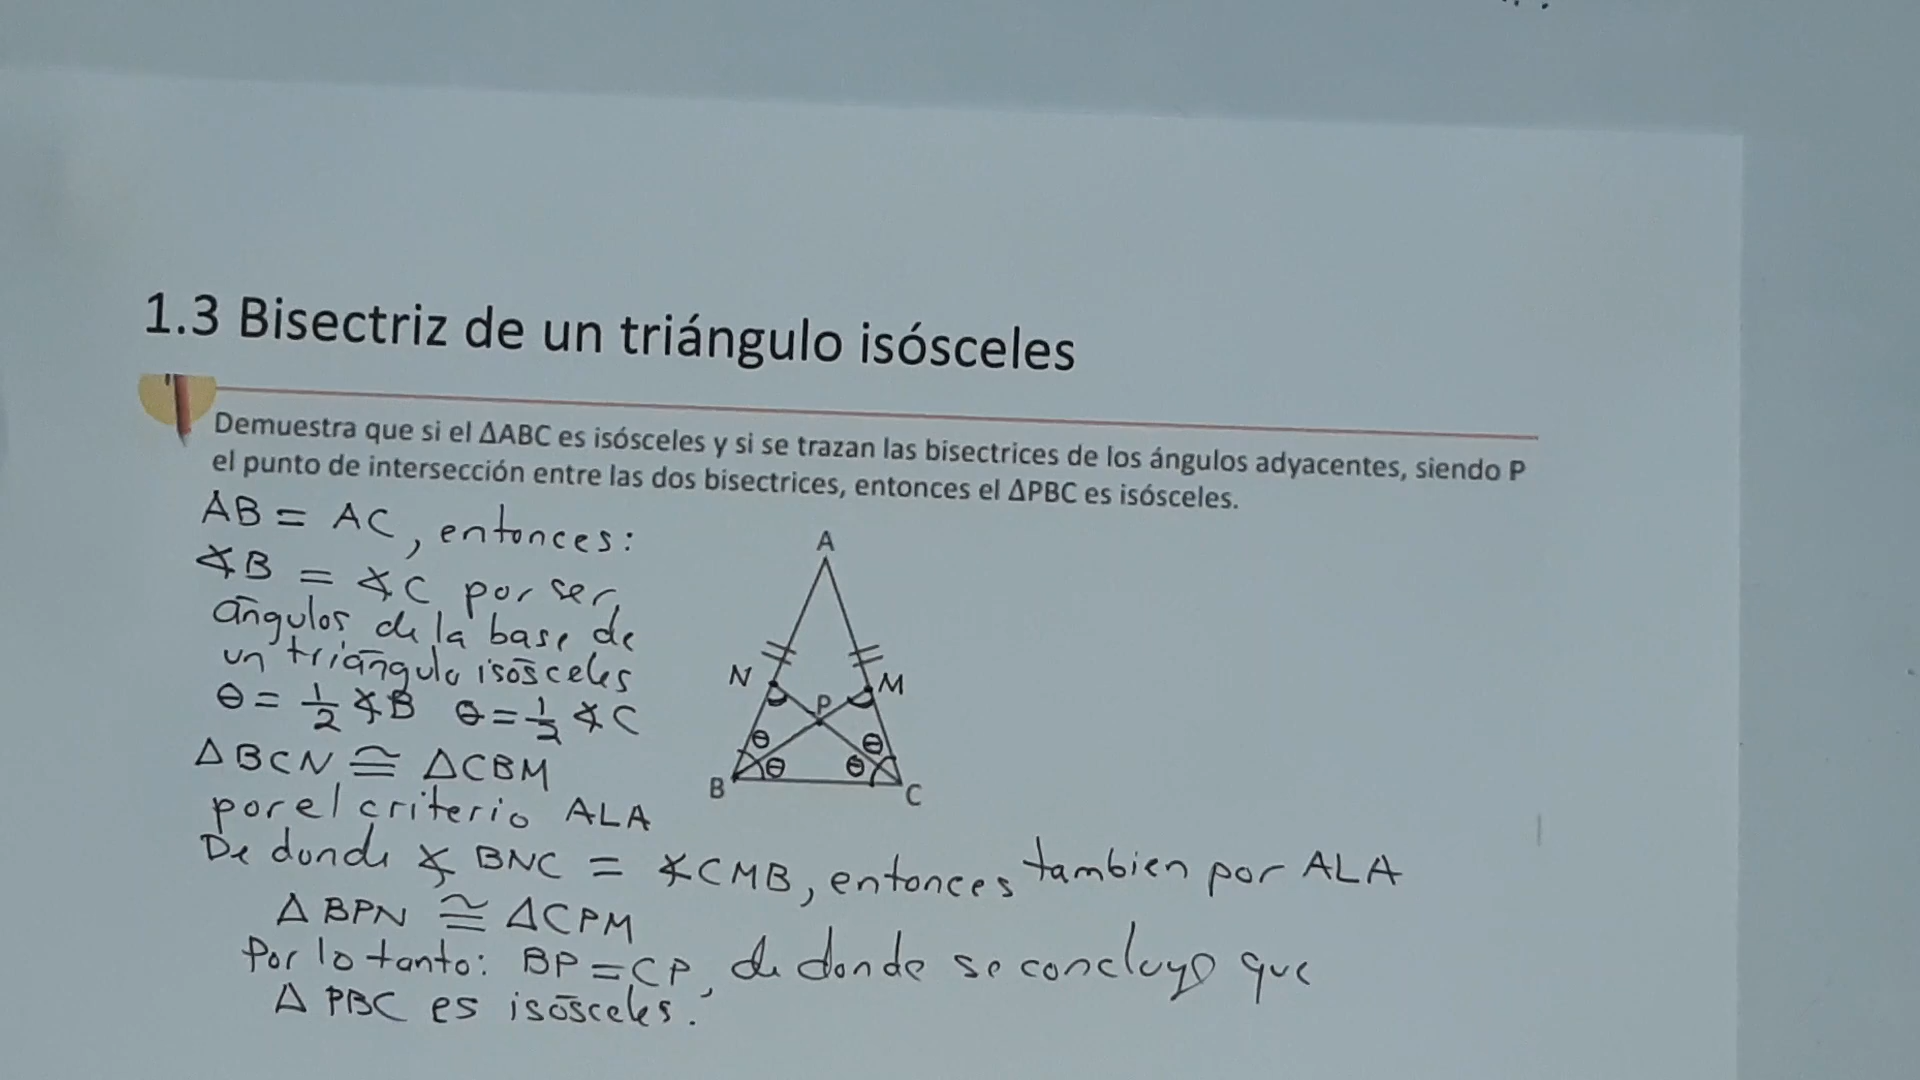 1.3 Bisectriz de un triángulo isósceles
Demuestra que si el ΔABC es isósceles y si se trazan las bisectrices de los ángulos adyacentes, siendo P
el punto de intersección entre las dos bisectrices, entonces el ΔPBC es isósceles.
AB = AC, entonces:
∡B = ∡C por ser
ángulos de la base de
un triángulo isósceles
θ = 1/2 ∡B θ = 1/2 ∡C
ΔBCN ≅ ΔCBM
por el criterio ALA
De donde ∡BNC = ∡CMB, entonces tambien por ALA
ΔBPN ≅ ΔCPM
Por lo tanto: BP = CP, de donde se concluye que
Δ PBC es isósceles.
A
N
M
P
θ
θ
θ
θ
B
C